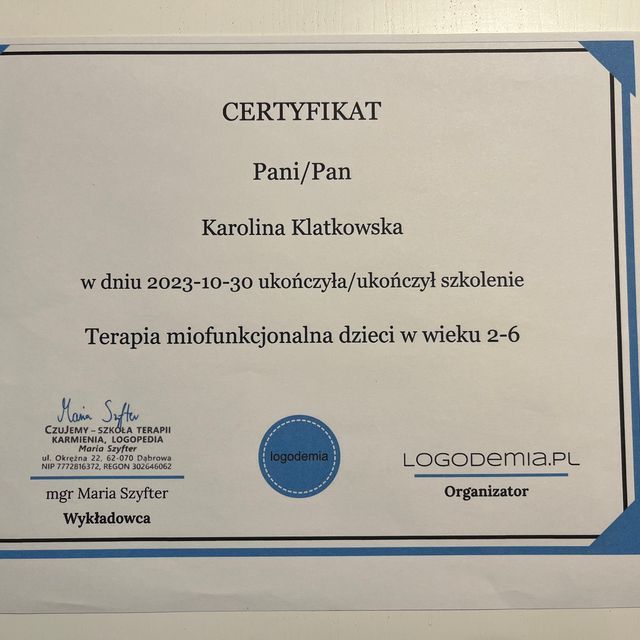 CERTYFIKAT
Pani/Pan
Karolina Klatkowska
w dniu 2023-10-30 ukończyła/ukończył szkolenie
Terapia miofunkcjonalna dzieci w wieku 2-6
Maria Szyfter
CZUJEMY – SZKOŁA TERAPII
KARMIENIA, LOGOPEDIA
Maria Szyfter
ul. Okrężna 22, 62-070 Dąbrowa
NIP 7772816372, REGON 302646062
mgr Maria Szyfter
Wykładowca
logodemia
LOGODEMIA.PL
Organizator